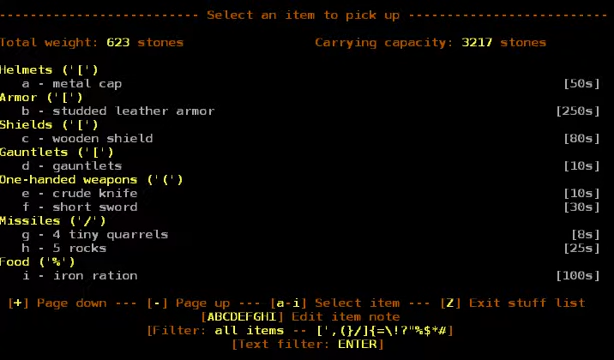 ------------------------- Select an item to pick up -------------------------
Total weight: 623 stones Carrying capacity: 3217 stones
Helmets ('[')
a - metal cap [50s]
Armor ('[')
b - studded leather armor [250s]
Shields ('[')
c - wooden shield [80s]
Gauntlets ('[')
d - gauntlets [10s]
One-handed weapons ('(')
e - crude knife [10s]
f - short sword [30s]
Missiles ('/')
g - 4 tiny quarrels [8s]
h - 5 rocks [25s]
Food ('%')
i - iron ration [100s]
[+] Page down --- [-] Page up --- [a-i] Select item --- [Z] Exit stuff list
[ABCDEFGHI] Edit item note
[Filter: all items -- [',(}/]{=\!?"%$*#]
[Text filter: ENTER]